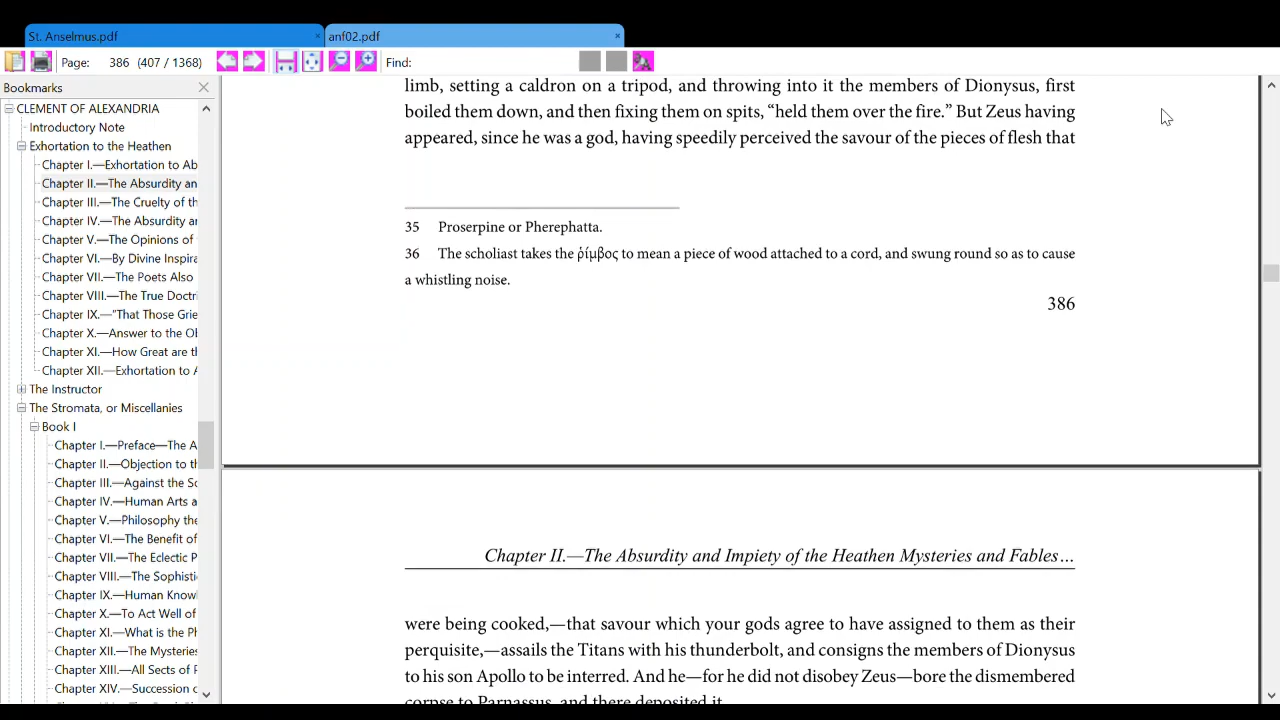 St. Anselmus.pdf
anf02.pdf
Page: 386 (407 / 1368) Find:
Bookmarks
CLEMENT OF ALEXANDRIA
Introductory Note
Exhortation to the Heathen
Chapter I.—Exhortation to Ab
Chapter II.—The Absurdity an
Chapter III.—The Cruelty of th
Chapter IV.—The Absurdity ar
Chapter V.—The Opinions of
Chapter VI.—By Divine Inspira
Chapter VII.—The Poets Also
Chapter VIII.—The True Doctri
Chapter IX.—"That Those Grie
Chapter X.—Answer to the Ob
Chapter XI.—How Great are th
Chapter XII.—Exhortation to A
The Instructor
The Stromata, or Miscellanies
Book I
Chapter I.—Preface—The A
Chapter II.—Objection to th
Chapter III.—Against the So
Chapter IV.—Human Arts a
Chapter V.—Philosophy the
Chapter VI.—The Benefit of
Chapter VII.—The Eclectic P
Chapter VIII.—The Sophistic
Chapter IX.—Human Know
Chapter X.—To Act Well of
Chapter XI.—What is the Ph
Chapter XII.—The Mysteries
Chapter XIII.—All Sects of P
Chapter XIV.—Succession o
limb, setting a caldron on a tripod, and throwing into it the members of Dionysus, first
boiled them down, and then fixing them on spits, “held them over the fire.” But Zeus having
appeared, since he was a god, having speedily perceived the savour of the pieces of flesh that
35 Proserpine or Pherephatta.
36 The scholiast takes the ῥίμβος to mean a piece of wood attached to a cord, and swung round so as to cause
a whistling noise.
386
Chapter II.—The Absurdity and Impiety of the Heathen Mysteries and Fables…
were being cooked,—that savour which your gods agree to have assigned to them as their
perquisite,—assails the Titans with his thunderbolt, and consigns the members of Dionysus
to his son Apollo to be interred. And he—for he did not disobey Zeus—bore the dismembered
corpse to Parnassus, and there deposited it.